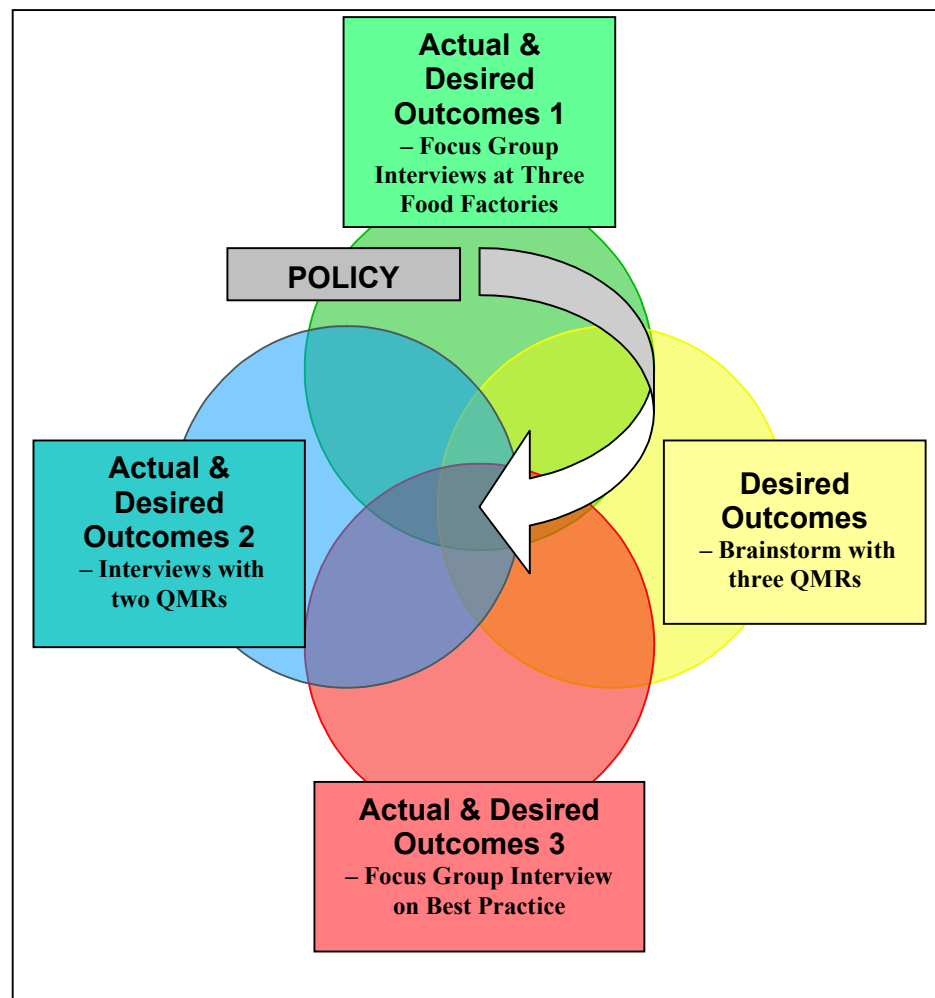 Actual &
Desired
Outcomes 1
– Focus Group
Interviews at Three
Food Factories
POLICY
Actual &
Desired
Outcomes 2
– Interviews with
two QMRs
Desired
Outcomes
– Brainstorm with
three QMRs
Actual & Desired
Outcomes 3
– Focus Group Interview
on Best Practice